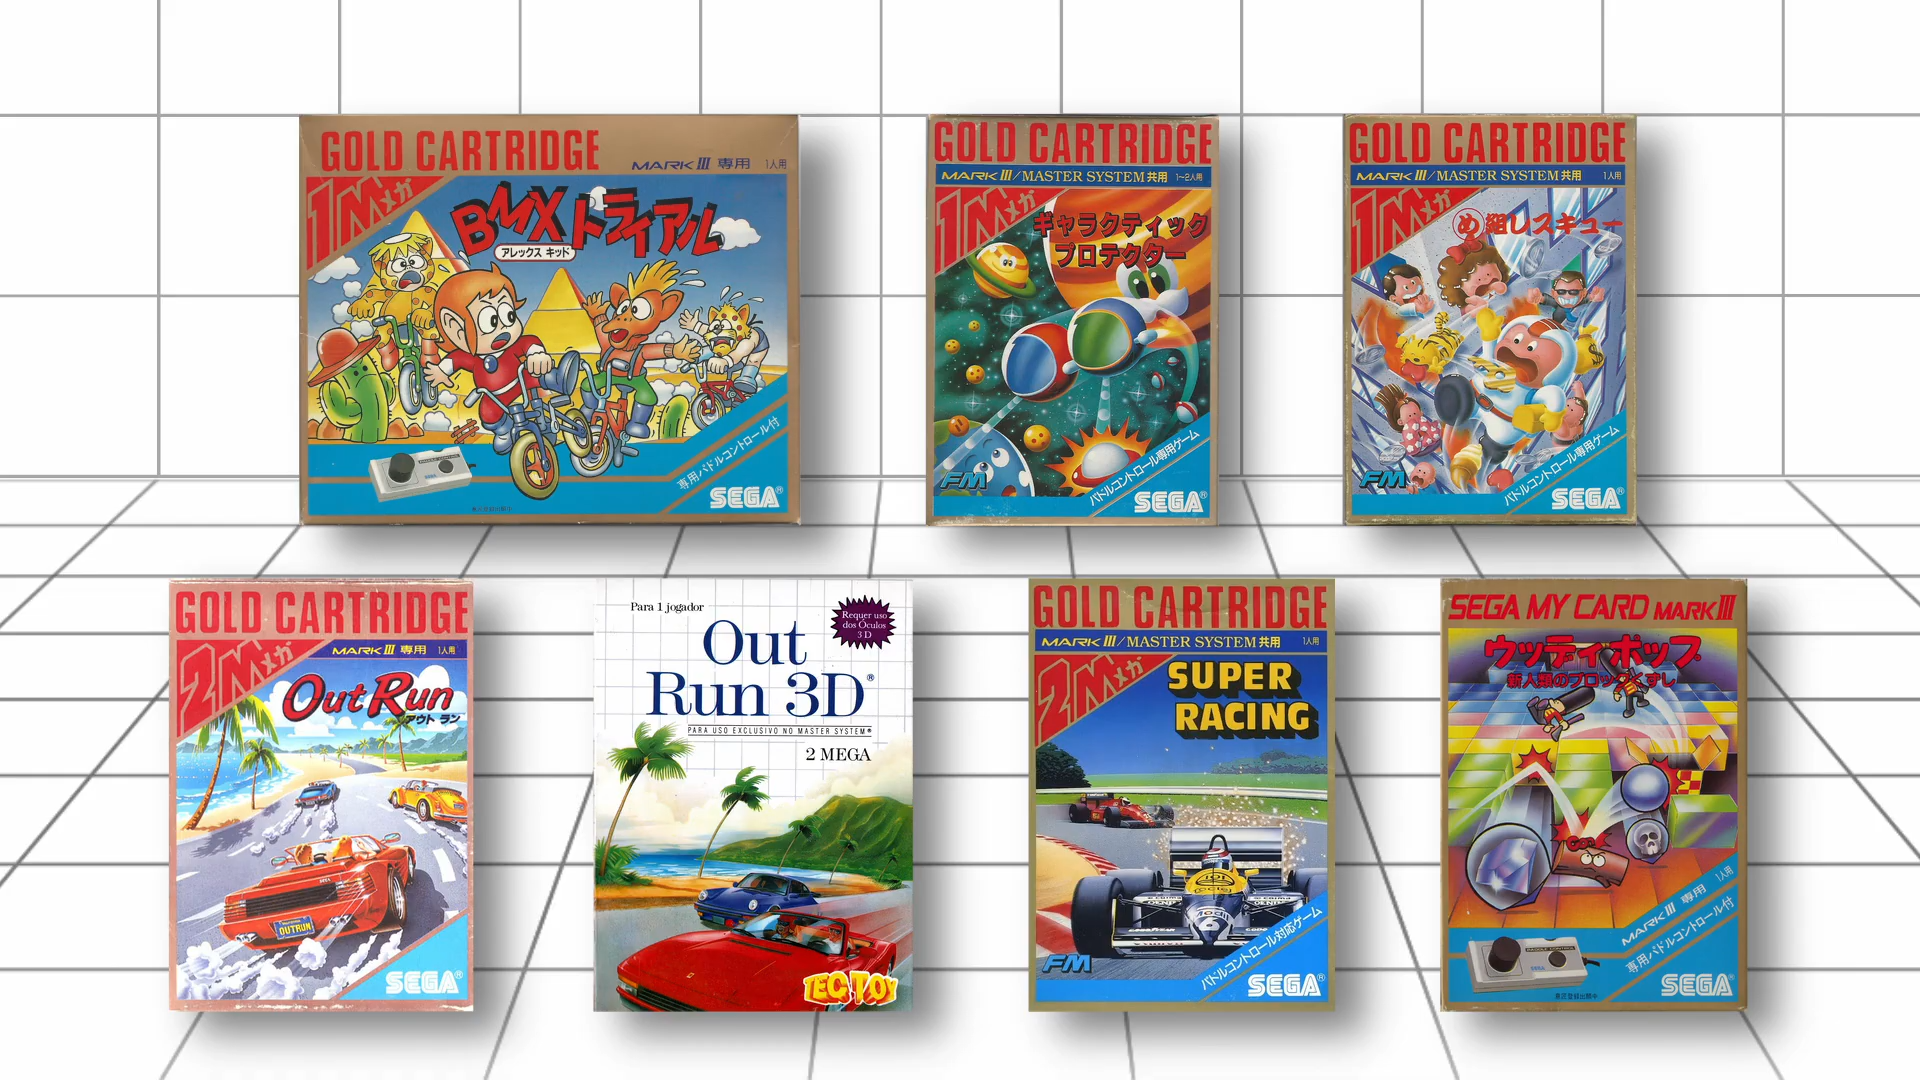 GOLD CARTRIDGE
MARK III 専用 1人用
1Mメガ
BMXトライアル
アレックス キッド
専用パドルコントロール付
SEGA®
GOLD CARTRIDGE
MARK III/MASTER SYSTEM共用 1~2人用
1Mメガ
ギャラクティック
プロテクター
パドルコントロール専用ゲーム
FM
SEGA®
GOLD CARTRIDGE
MARK III/MASTER SYSTEM共用 1人用
1Mメガ
め組レスキュー
パドルコントロール専用ゲーム
FM
SEGA®
GOLD CARTRIDGE
MARK III 専用 1人用
2Mメガ
Out Run
アウト ラン
OUTRUN
SEGA®
Para 1 jogador
Requer uso
dos Óculos
3 D
Out
Run 3D®
PARA USO EXCLUSIVO NO MASTER SYSTEM®
2 MEGA
TEC TOY
GOLD CARTRIDGE
MARK III/MASTER SYSTEM共用 1人用
2Mメガ
SUPER
RACING
パドルコントロール対応ゲーム
FM
SEGA®
SEGA MY CARD MARK III
ウッディポップ
新人類のブロックくずし
MARK III 専用 1人用
専用パドルコントロール付
SEGA®